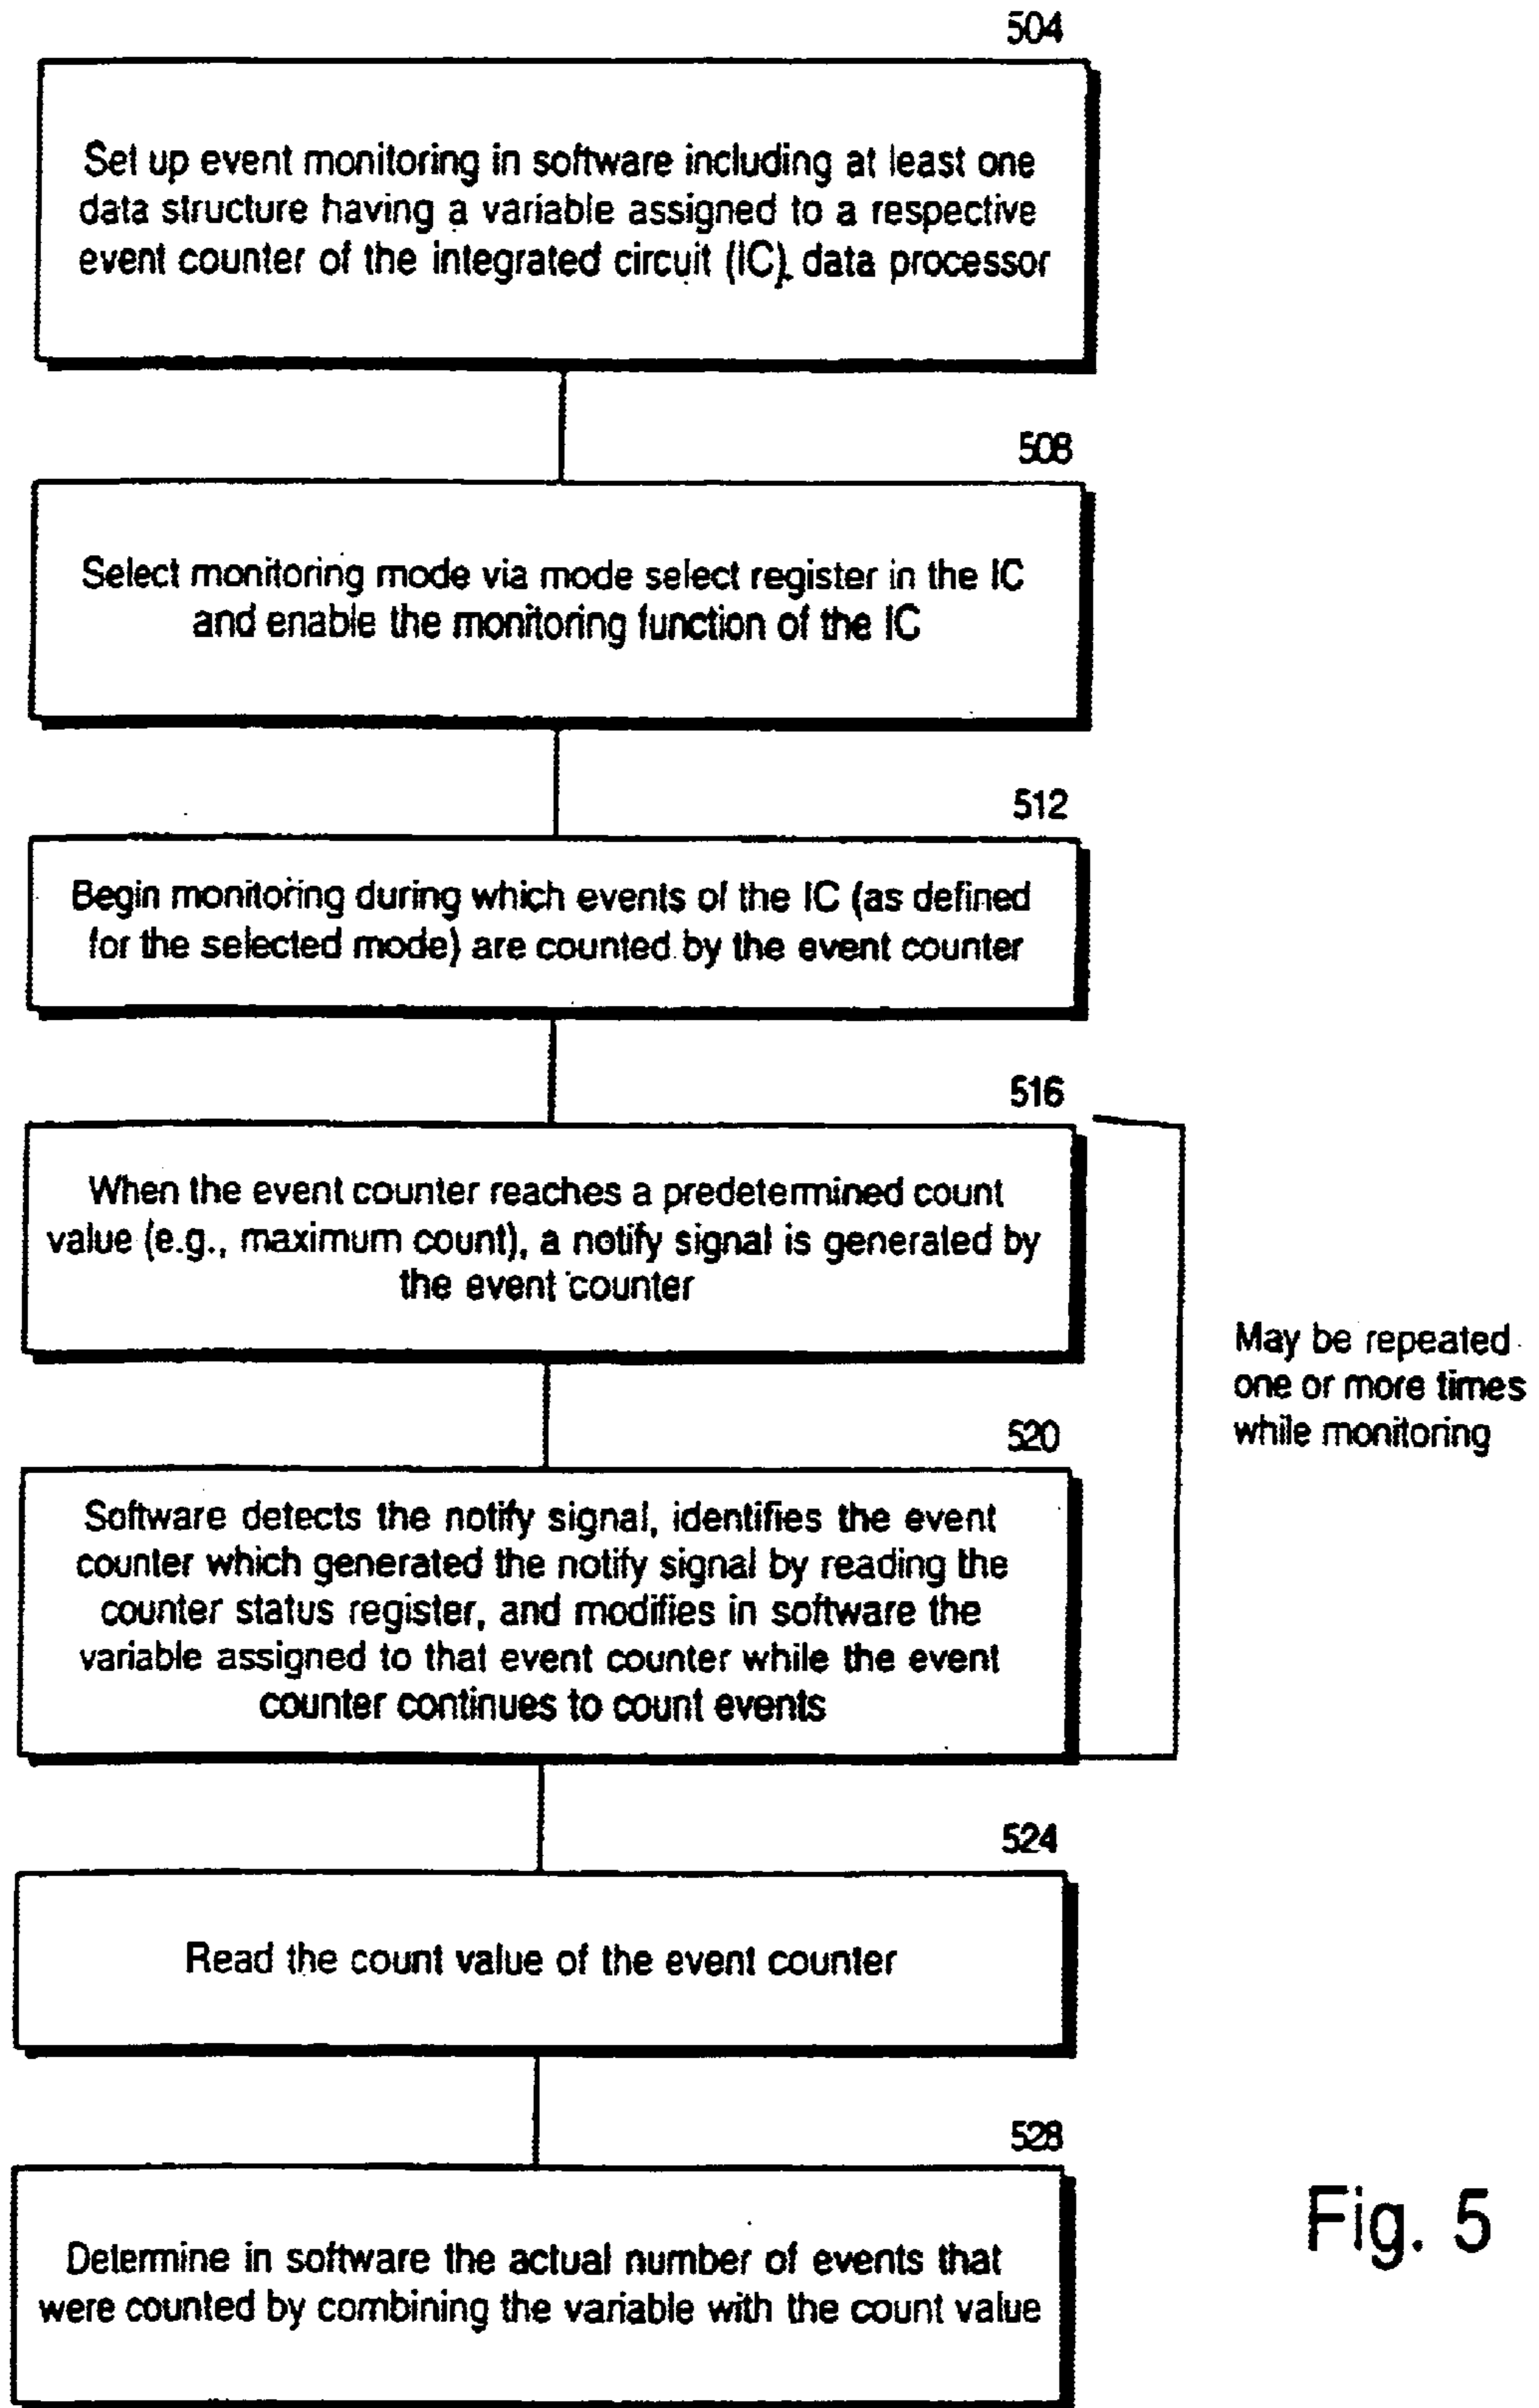 504
Set up event monitoring in software including at least one
data structure having a variable assigned to a respective
event counter of the integrated circuit (IC) data processor
508
Select monitoring mode via mode select register in the IC
and enable the monitoring function of the IC
512
Begin monitoring during which events of the IC (as defined
for the selected mode) are counted by the event counter
516
When the event counter reaches a predetermined count
value (e.g., maximum count), a notify signal is generated by
the event counter
May be repeated
one or more times
while monitoring
520
Software detects the notify signal, identifies the event
counter which generated the notify signal by reading the
counter status register, and modifies in software the
variable assigned to that event counter while the event
counter continues to count events
524
Read the count value of the event counter
528
Determine in software the actual number of events that
were counted by combining the variable with the count value
Fig. 5